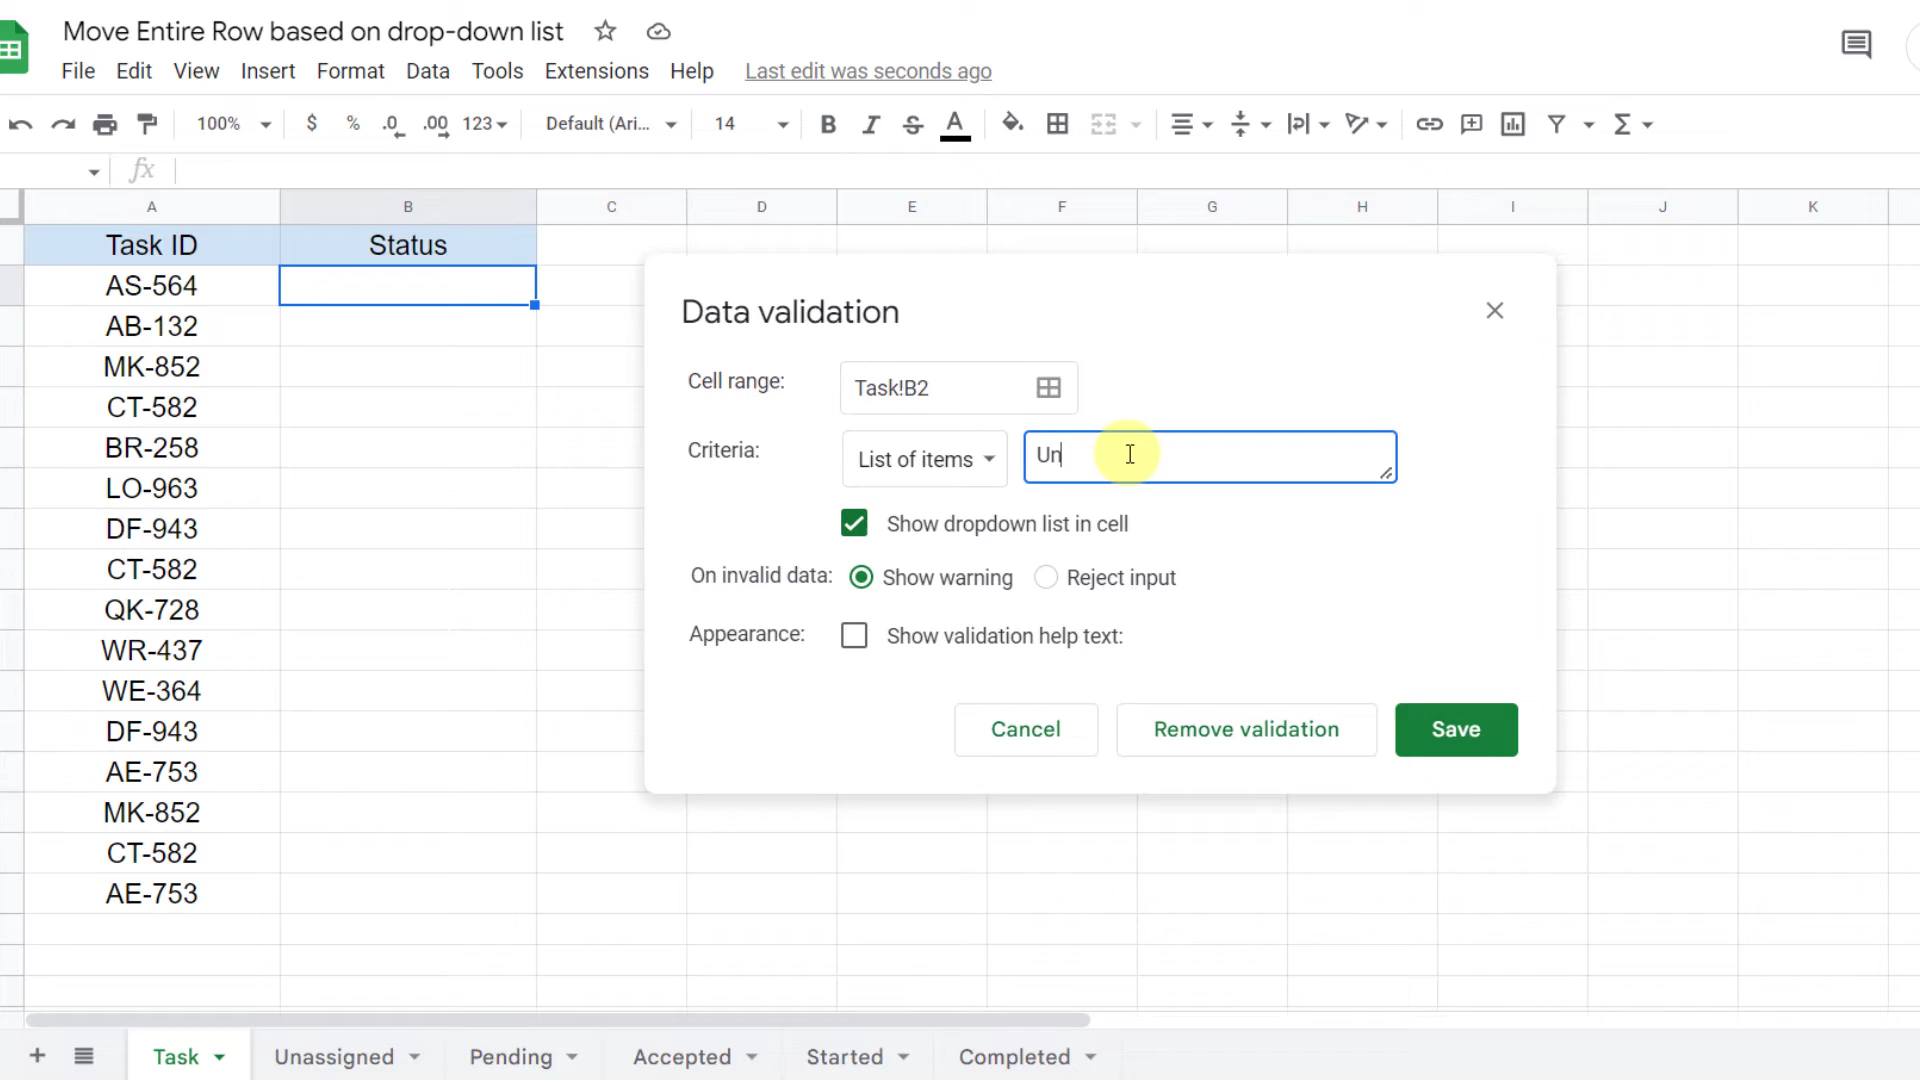 Move Entire Row based on drop-down list
File Edit View Insert Format Data Tools Extensions Help Last edit was seconds ago
100% $ % .0 .00 123 Default (Ari... 14 B I S A Σ
fx
A B C D E F G H I J K
Task ID Status
AS-564
AB-132
MK-852
CT-582
BR-258
LO-963
DF-943
CT-582
QK-728
WR-437
WE-364
DF-943
AE-753
MK-852
CT-582
AE-753
Data validation
Cell range: Task!B2
Criteria: List of items Un
Show dropdown list in cell
On invalid data: Show warning Reject input
Appearance: Show validation help text:
Cancel Remove validation Save
Task Unassigned Pending Accepted Started Completed